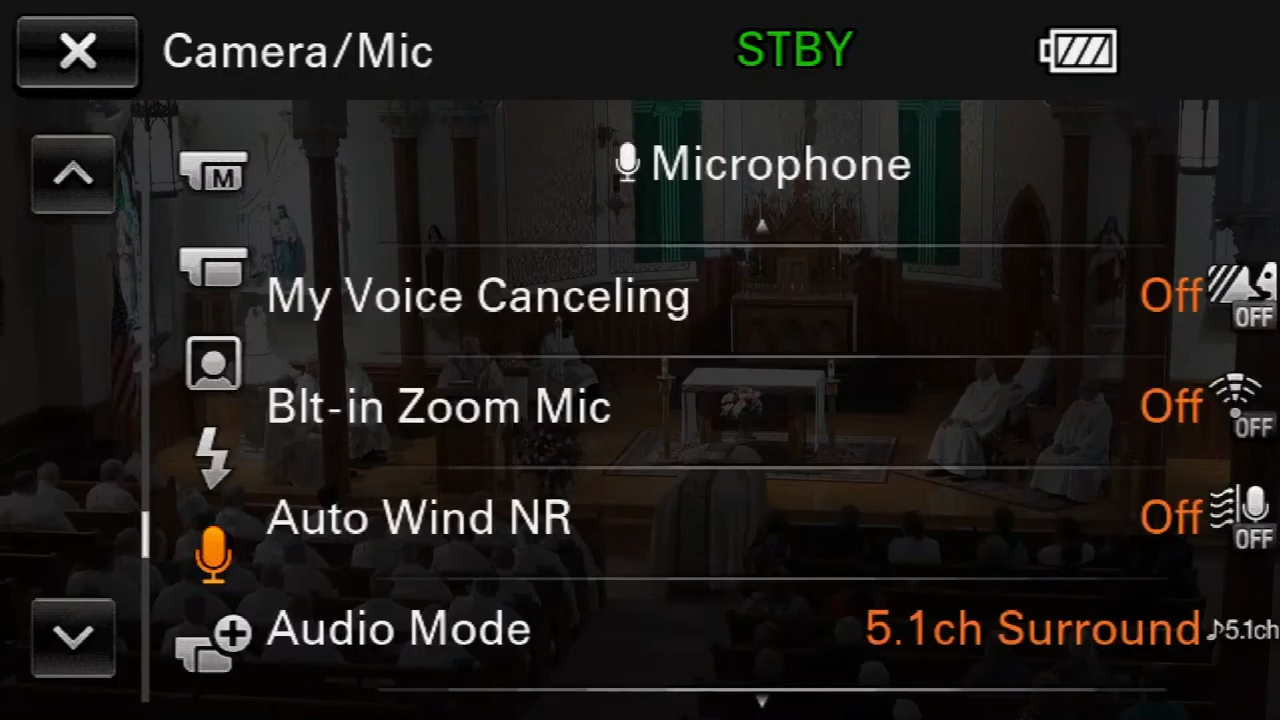 Camera/Mic
STBY
M
Microphone
My Voice Canceling
Off
OFF
Blt-in Zoom Mic
Off
OFF
Auto Wind NR
Off
OFF
Audio Mode
5.1ch Surround
♪5.1ch